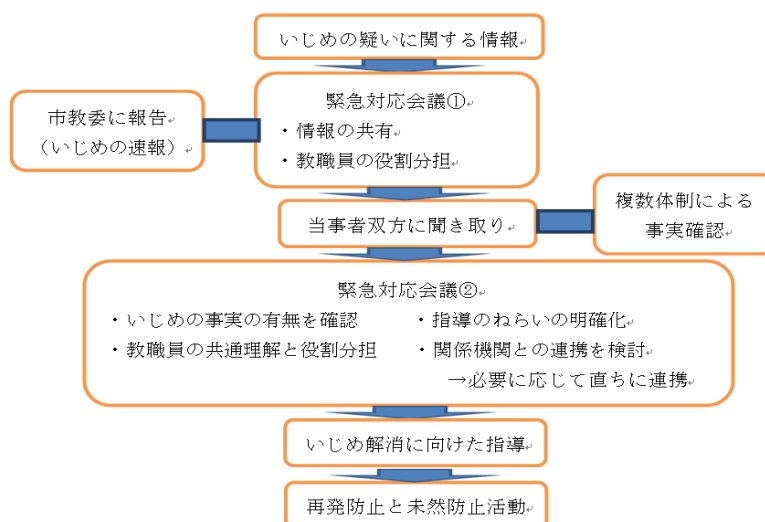 いじめの疑いに関する情報
緊急対応会議①
・情報の共有
・教職員の役割分担
市教委に報告
（いじめの速報）
当事者双方に聞き取り
複数体制による
事実確認
緊急対応会議②
・いじめの事実の有無を確認
・教職員の共通理解と役割分担
・指導のねらいの明確化
・関係機関との連携を検討
→必要に応じて直ちに連携
いじめ解消に向けた指導
再発防止と未然防止活動